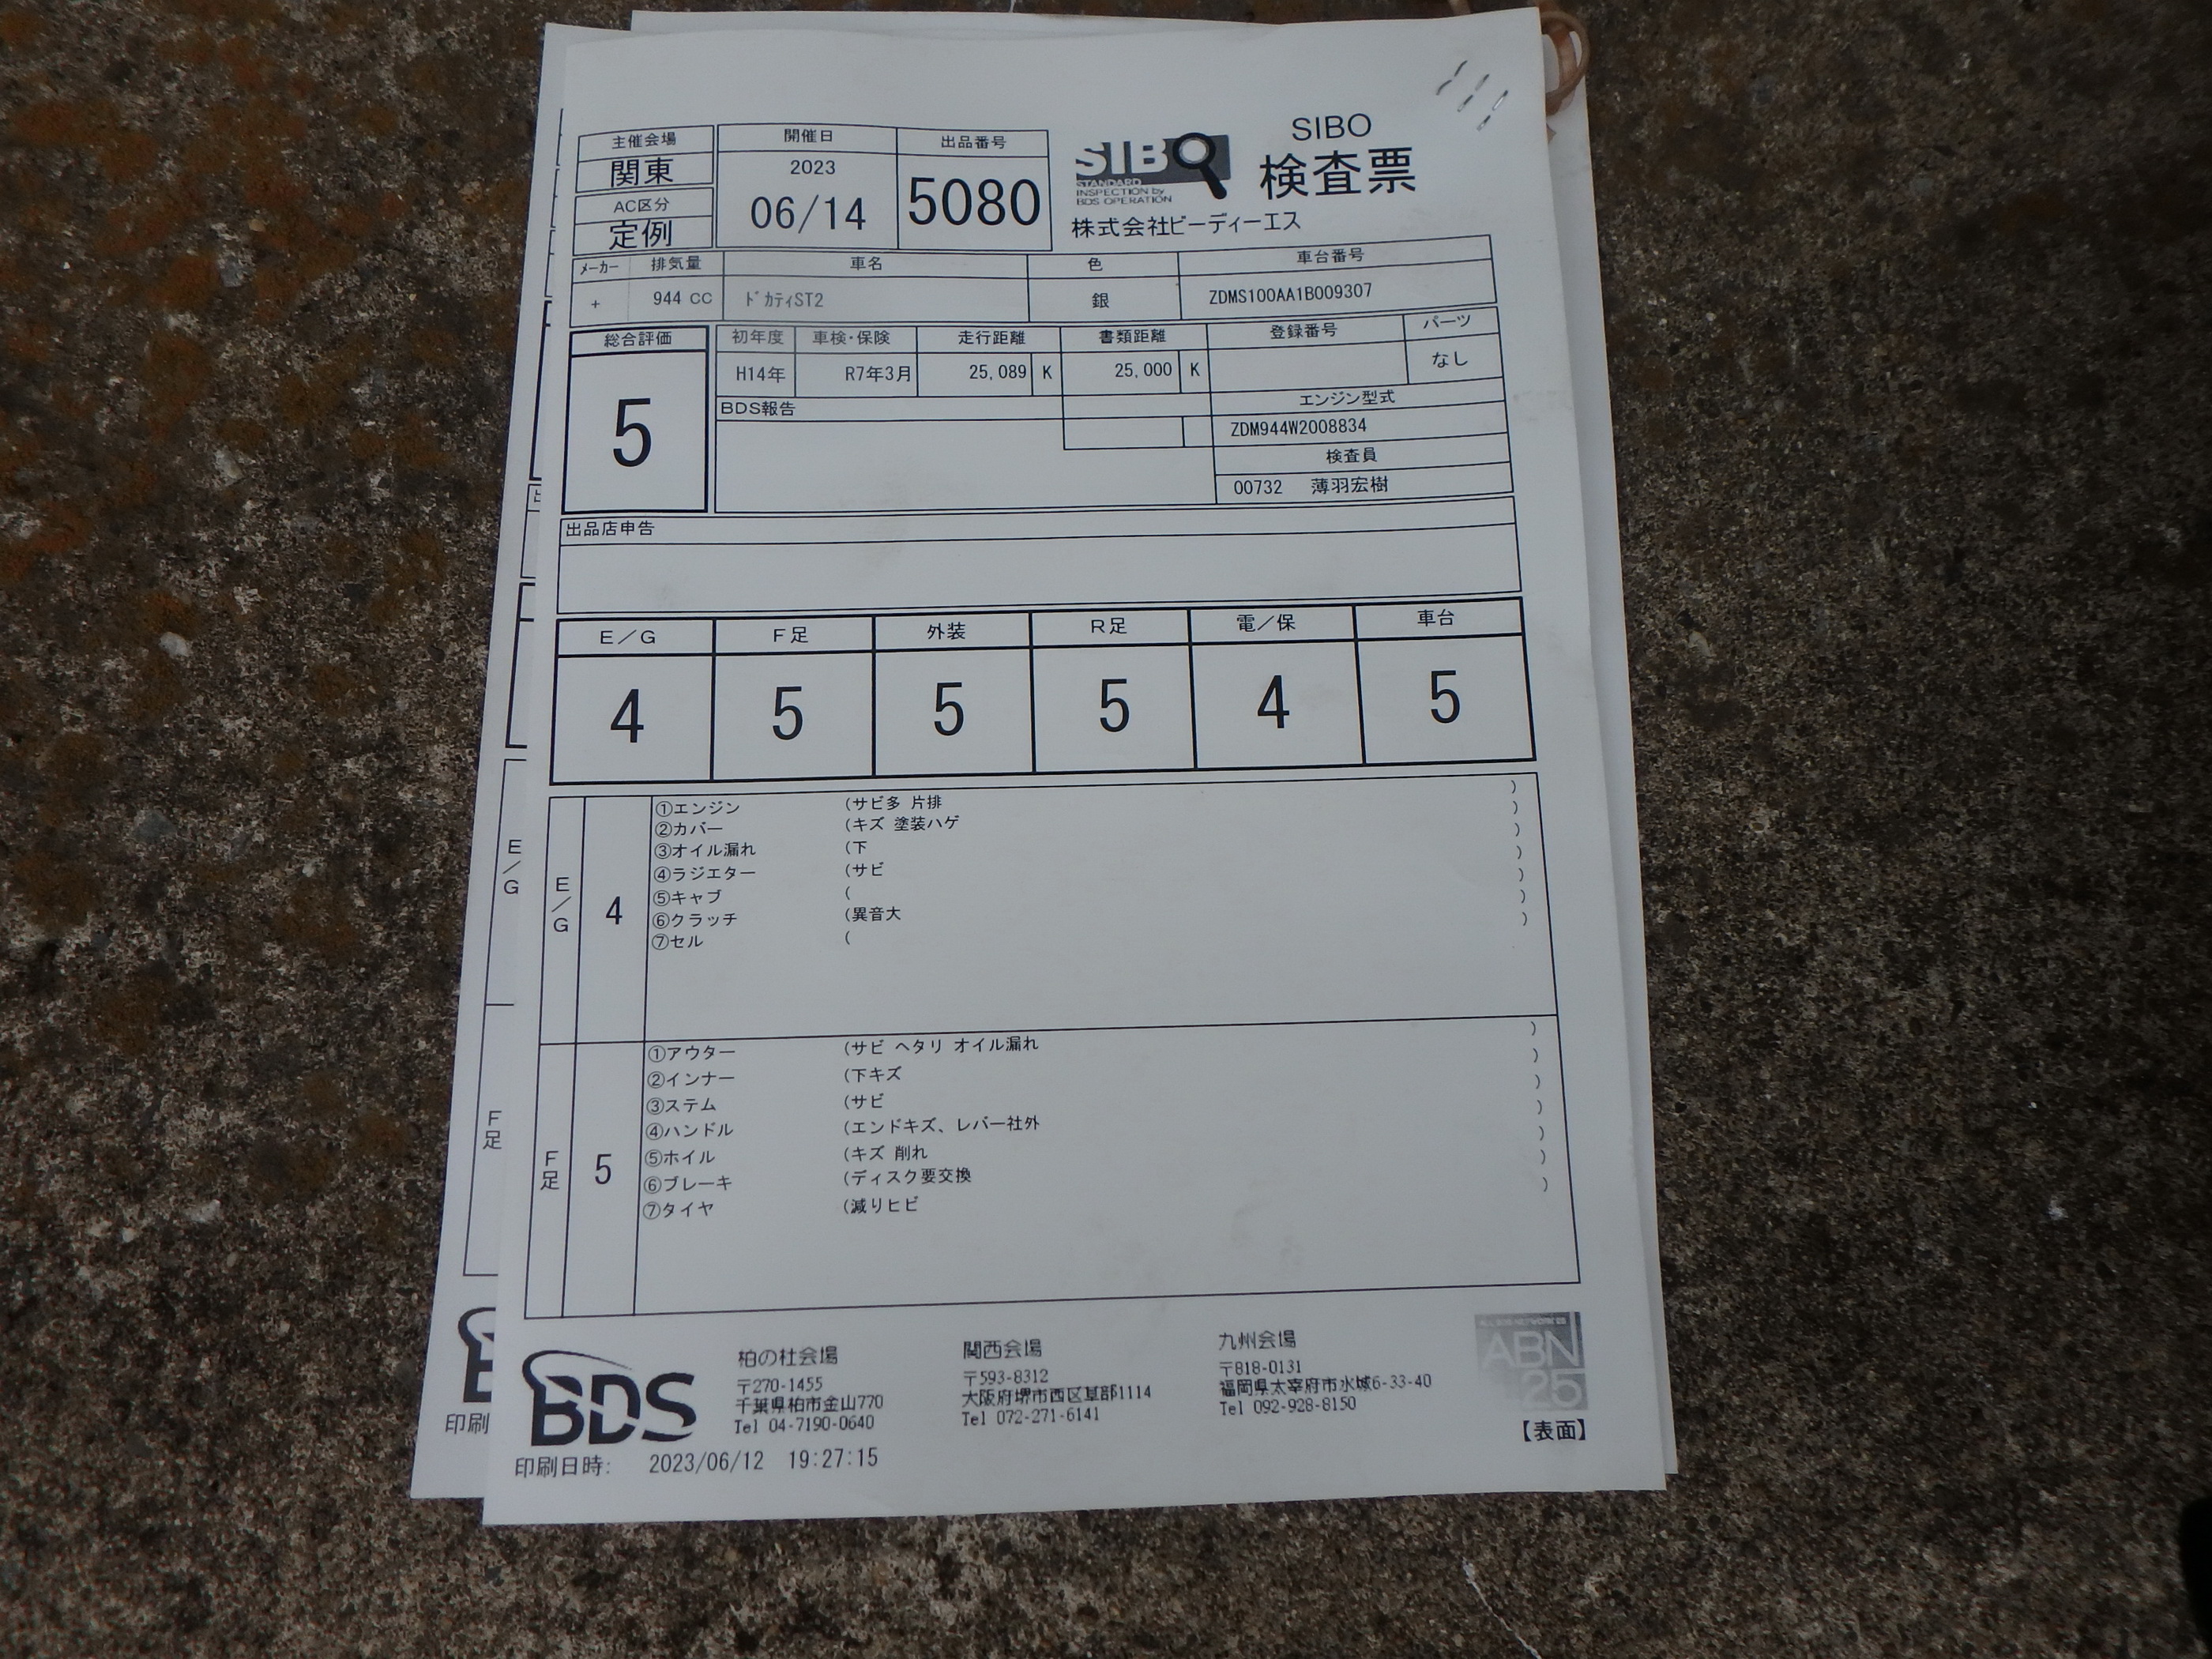 主催会場
関東
AC区分
定例
開催日
2023
06/14
出品番号
5080
SIBO
STANDARD
INSPECTION by
BDS OPERATION
SIBO
検査票
株式会社ビーディーエス
メーカー 排気量 車名 色 車台番号
+ 944 CC ドカティST2 銀 ZDMS100AA1B009307
総合評価
5
初年度 車検・保険 走行距離 書類距離 登録番号 パーツ
H14年 R7年3月 25,089 K 25,000 K なし
BDS報告
エンジン型式
ZDM944W2008834
検査員
00732 薄羽宏樹
出品店申告
E/G F足 外装 R足 電/保 車台
4 5 5 5 4 5
E/G
4
①エンジン (サビ多 片排 )
②カバー (キズ 塗装ハゲ )
③オイル漏れ (下 )
④ラジエター (サビ )
⑤キャブ ( )
⑥クラッチ (異音大 )
⑦セル ( )
F足
5
①アウター (サビ ヘタリ オイル漏れ )
②インナー (下キズ )
③ステム (サビ )
④ハンドル (エンドキズ、レバー社外 )
⑤ホイル (キズ 削れ )
⑥ブレーキ (ディスク要交換 )
⑦タイヤ (減りヒビ )
BDS
柏の杜会場
〒270-1455
千葉県柏市金山770
Tel 04-7190-0640
関西会場
〒593-8312
大阪府堺市西区草部1114
Tel 072-271-6141
九州会場
〒818-0131
福岡県太宰府市水城6-33-40
Tel 092-928-8150
ABN
25
【表面】
印刷日時: 2023/06/12 19:27:15
E/G
F足
印刷